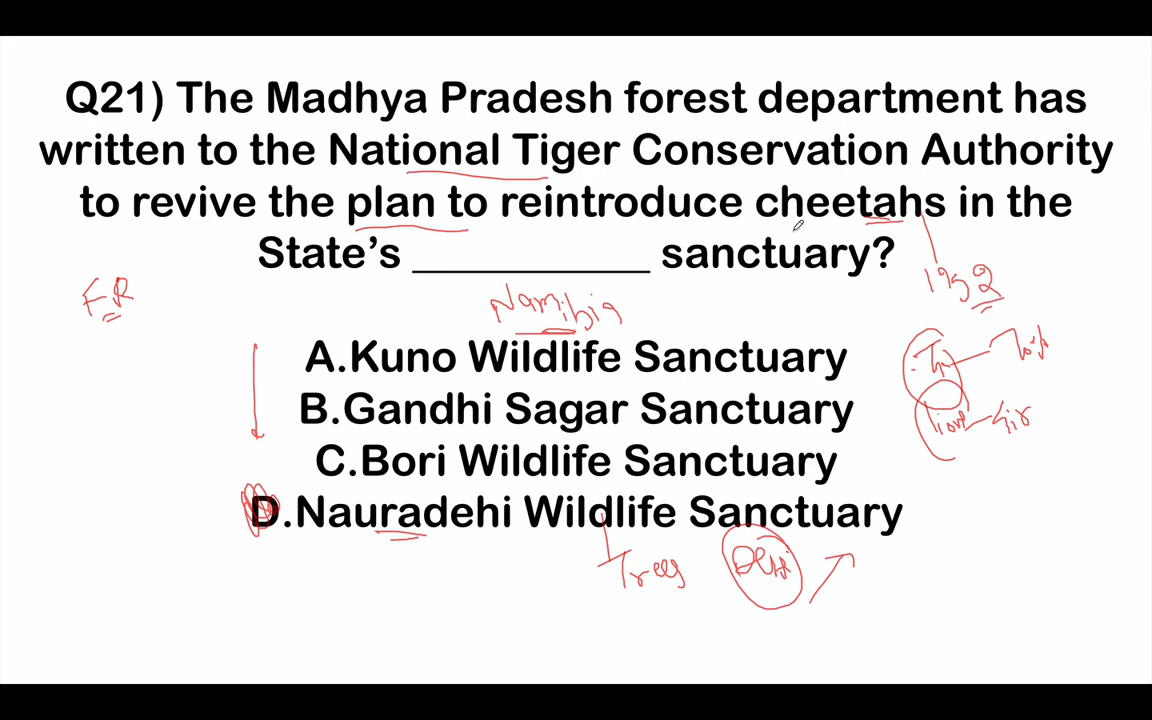 Q21) The Madhya Pradesh forest department has
written to the National Tiger Conservation Authority
to revive the plan to reintroduce cheetahs in the
State's ___________ sanctuary?
FR
1952
Namibia
A.Kuno Wildlife Sanctuary
B.Gandhi Sagar Sanctuary
Gir
C.Bori Wildlife Sanctuary
D.Nauradehi Wildlife Sanctuary
Trees